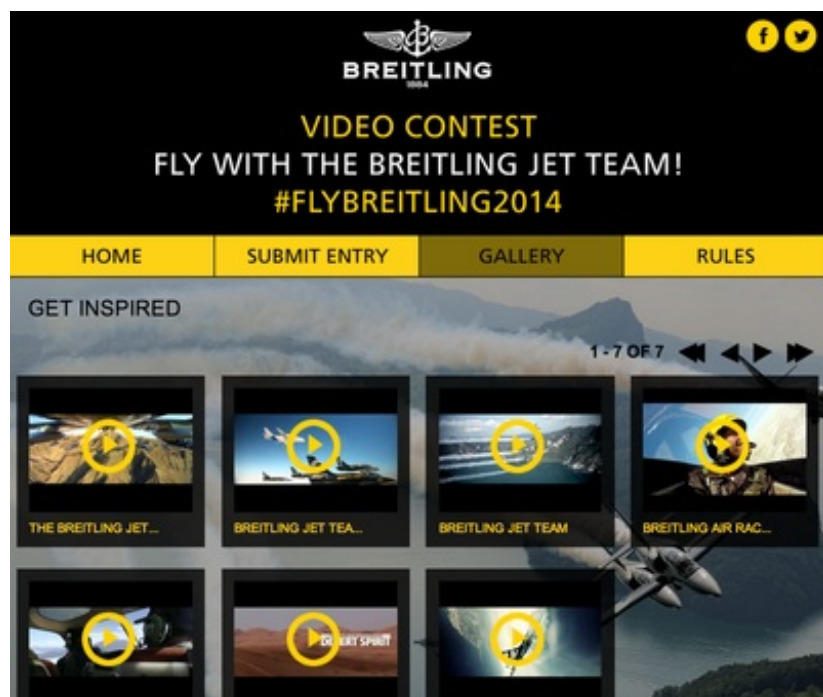 BREITLING
1884
VIDEO CONTEST
FLY WITH THE BREITLING JET TEAM!
#FLYBREITLING2014
HOME SUBMIT ENTRY GALLERY RULES
GET INSPIRED
1 - 7 OF 7
THE BREITLING JET... BREITLING JET TEA... BREITLING JET TEAM BREITLING AIR RAC...
DESERT SPIRIT